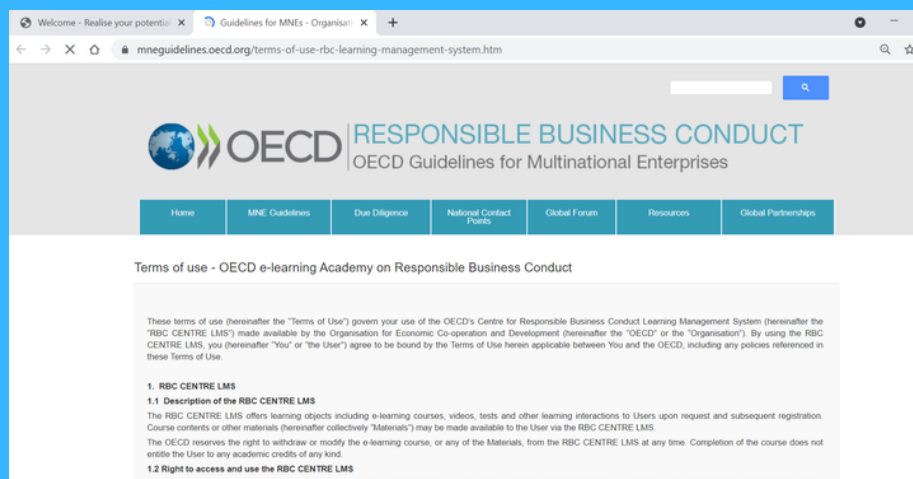 Welcome - Realise your potential
Guidelines for MNEs - Organisati
mneguidelines.oecd.org/terms-of-use-rbc-learning-management-system.htm
OECD
RESPONSIBLE BUSINESS CONDUCT
OECD Guidelines for Multinational Enterprises
Home
MNE Guidelines
Due Diligence
National Contact
Points
Global Forum
Resources
Global Partnerships
Terms of use - OECD e-learning Academy on Responsible Business Conduct
These terms of use (hereinafter the "Terms of Use") govern your use of the OECD's Centre for Responsible Business Conduct Learning Management System (hereinafter the
"RBC CENTRE LMS") made available by the Organisation for Economic Co-operation and Development (hereinafter the "OECD" or the "Organisation"). By using the RBC
CENTRE LMS, you (hereinafter "You" or "the User") agree to be bound by the Terms of Use herein applicable between You and the OECD, including any policies referenced in
these Terms of Use.
1. RBC CENTRE LMS
1.1 Description of the RBC CENTRE LMS
The RBC CENTRE LMS offers learning objects including e-learning courses, videos, tests and other learning interactions to Users upon request and subsequent registration.
Course contents or other materials (hereinafter collectively "Materials") may be made available to the User via the RBC CENTRE LMS.
The OECD reserves the right to withdraw or modify the e-learning course, or any of the Materials, from the RBC CENTRE LMS at any time. Completion of the course does not
entitle the User to any academic credits of any kind.
1.2 Right to access and use the RBC CENTRE LMS